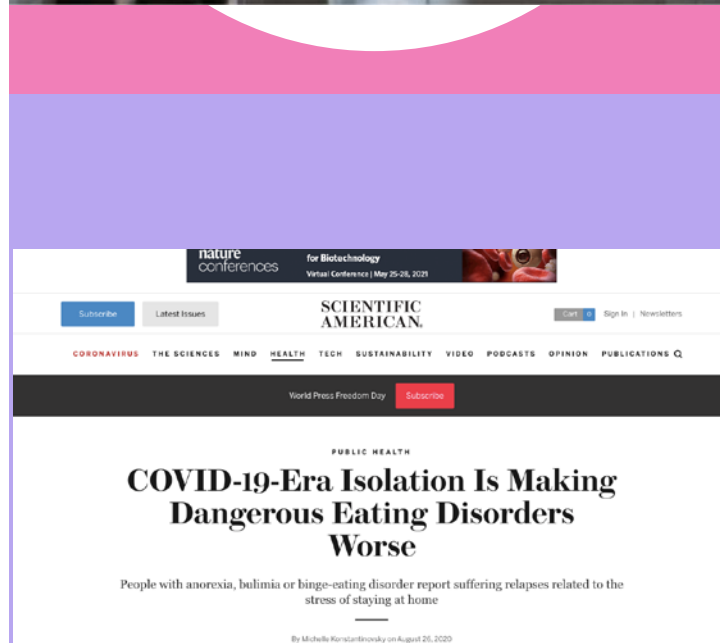 nature
conferences
for Biotechnology
Virtual Conference | May 25-28, 2021
Subscribe
Latest Issues
SCIENTIFIC
AMERICAN.
Cart 0
Sign In | Newsletters
CORONAVIRUS THE SCIENCES MIND HEALTH TECH SUSTAINABILITY VIDEO PODCASTS OPINION PUBLICATIONS
World Press Freedom Day
Subscribe
PUBLIC HEALTH
COVID-19-Era Isolation Is Making
Dangerous Eating Disorders
Worse
People with anorexia, bulimia or binge-eating disorder report suffering relapses related to the
stress of staying at home
By Michelle Konstantinovsky on August 26, 2020